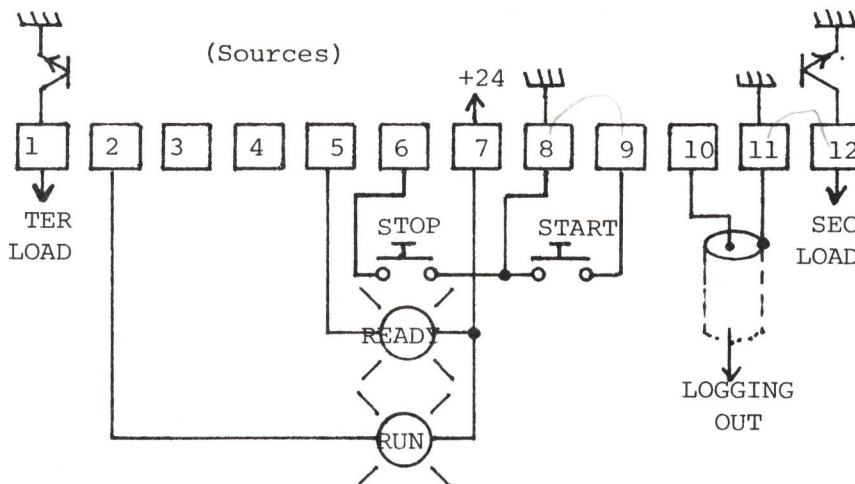 (Sources)
+24
1 2 3 4 5 6 7 8 9 10 11 12
TER
LOAD
STOP
START
SEC
LOAD
READY
LOGGING
OUT
RUN